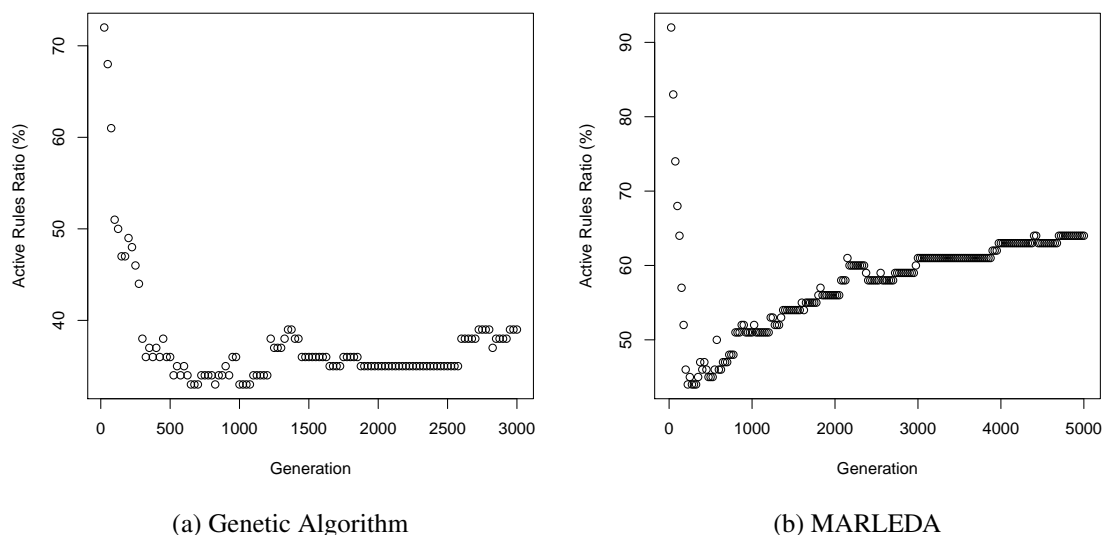 70
60
50
40
Active Rules Ratio (%)
0 500 1000 1500 2000 2500 3000
Generation
(a) Genetic Algorithm
90
80
70
60
50
Active Rules Ratio (%)
0 1000 2000 3000 4000 5000
Generation
(b) MARLEDA